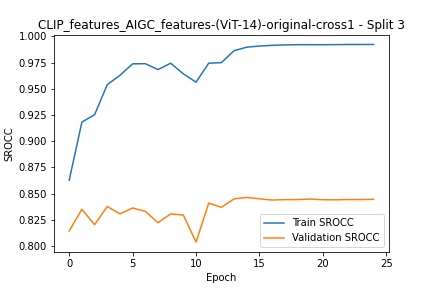 CLIP_features_AIGC_features-(ViT-14)-original-cross1 - Split 3
1.000
0.975
0.950
0.925
0.900
0.875
0.850
0.825
0.800
SROCC
Train SROCC
Validation SROCC
0 5 10 15 20 25
Epoch